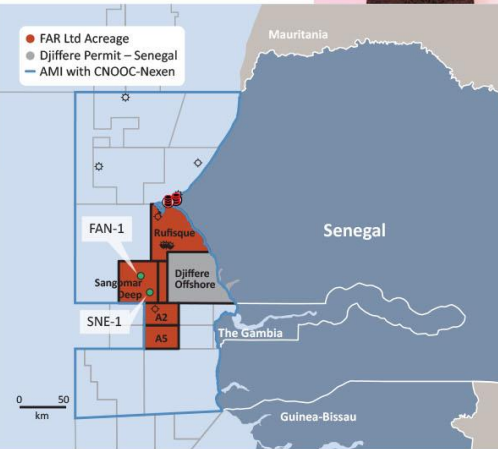 FAR Ltd Acreage
Djiffere Permit – Senegal
AMI with CNOOC-Nexen
Mauritania
Senegal
Rufisque
FAN-1
Djiffere
Offshore
Sangomar
Deep
SNE-1
A2
The Gambia
A5
0 50
km
Guinea-Bissau